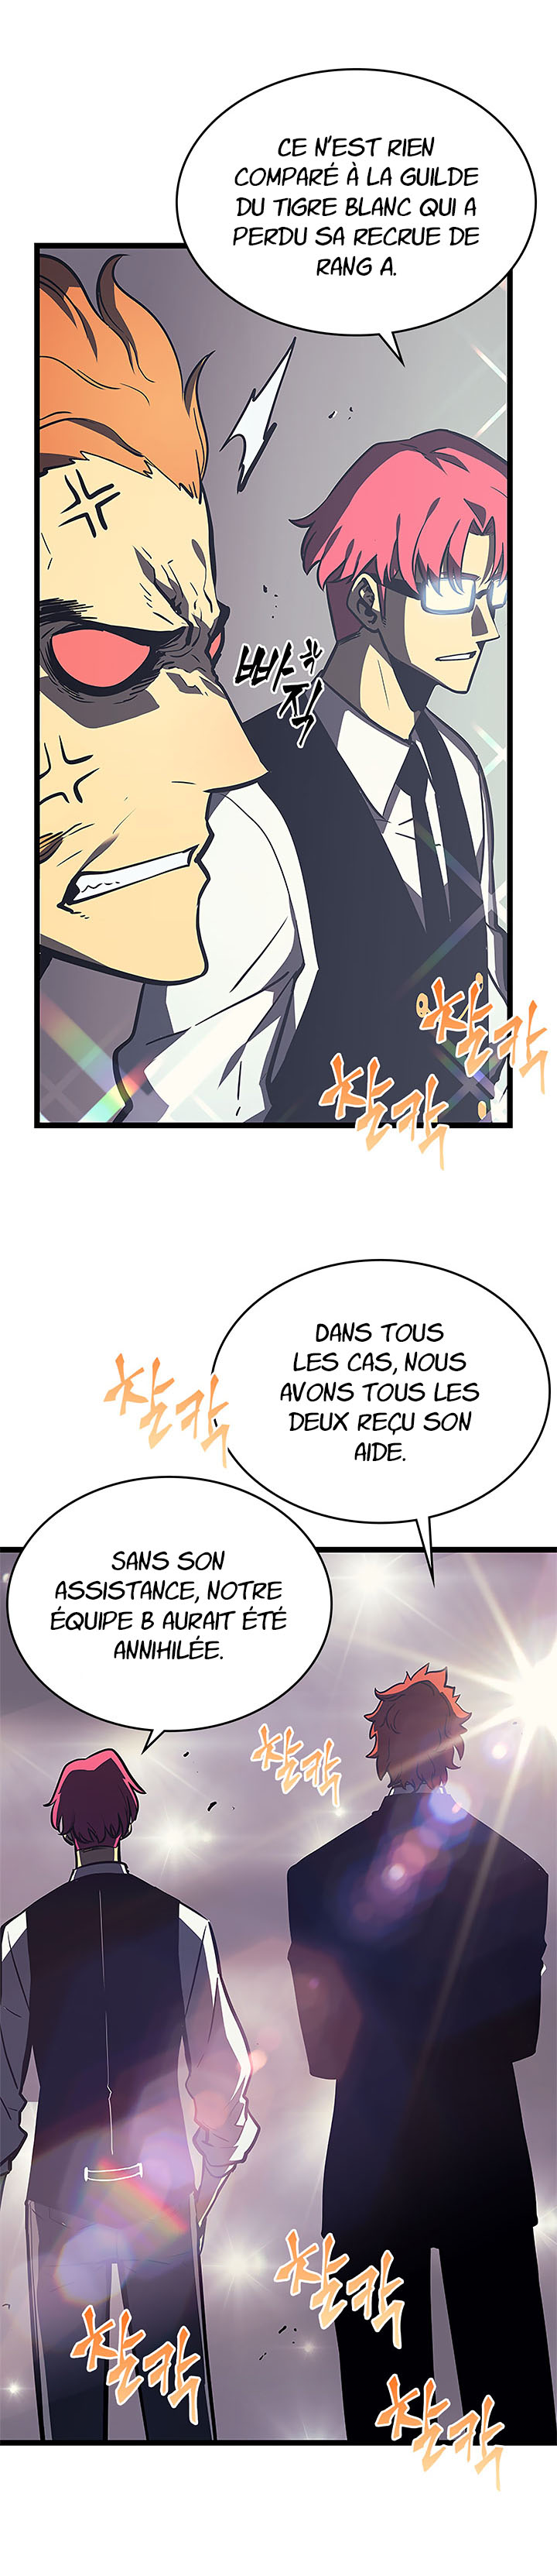 CE N'EST RIEN
COMPARÉ À LA GUILDE
DU TIGRE BLANC QUI A
PERDU SA RECRUE DE
RANG A.
빠
직
찰칵
찰칵
DANS TOUS
LES CAS, NOUS
AVONS TOUS LES
DEUX REÇU SON
AIDE.
찰칵
SANS SON
ASSISTANCE, NOTRE
ÉQUIPE B AURAIT ÉTÉ
ANNIHILÉE.
찰칵
찰칵
찰칵
찰칵